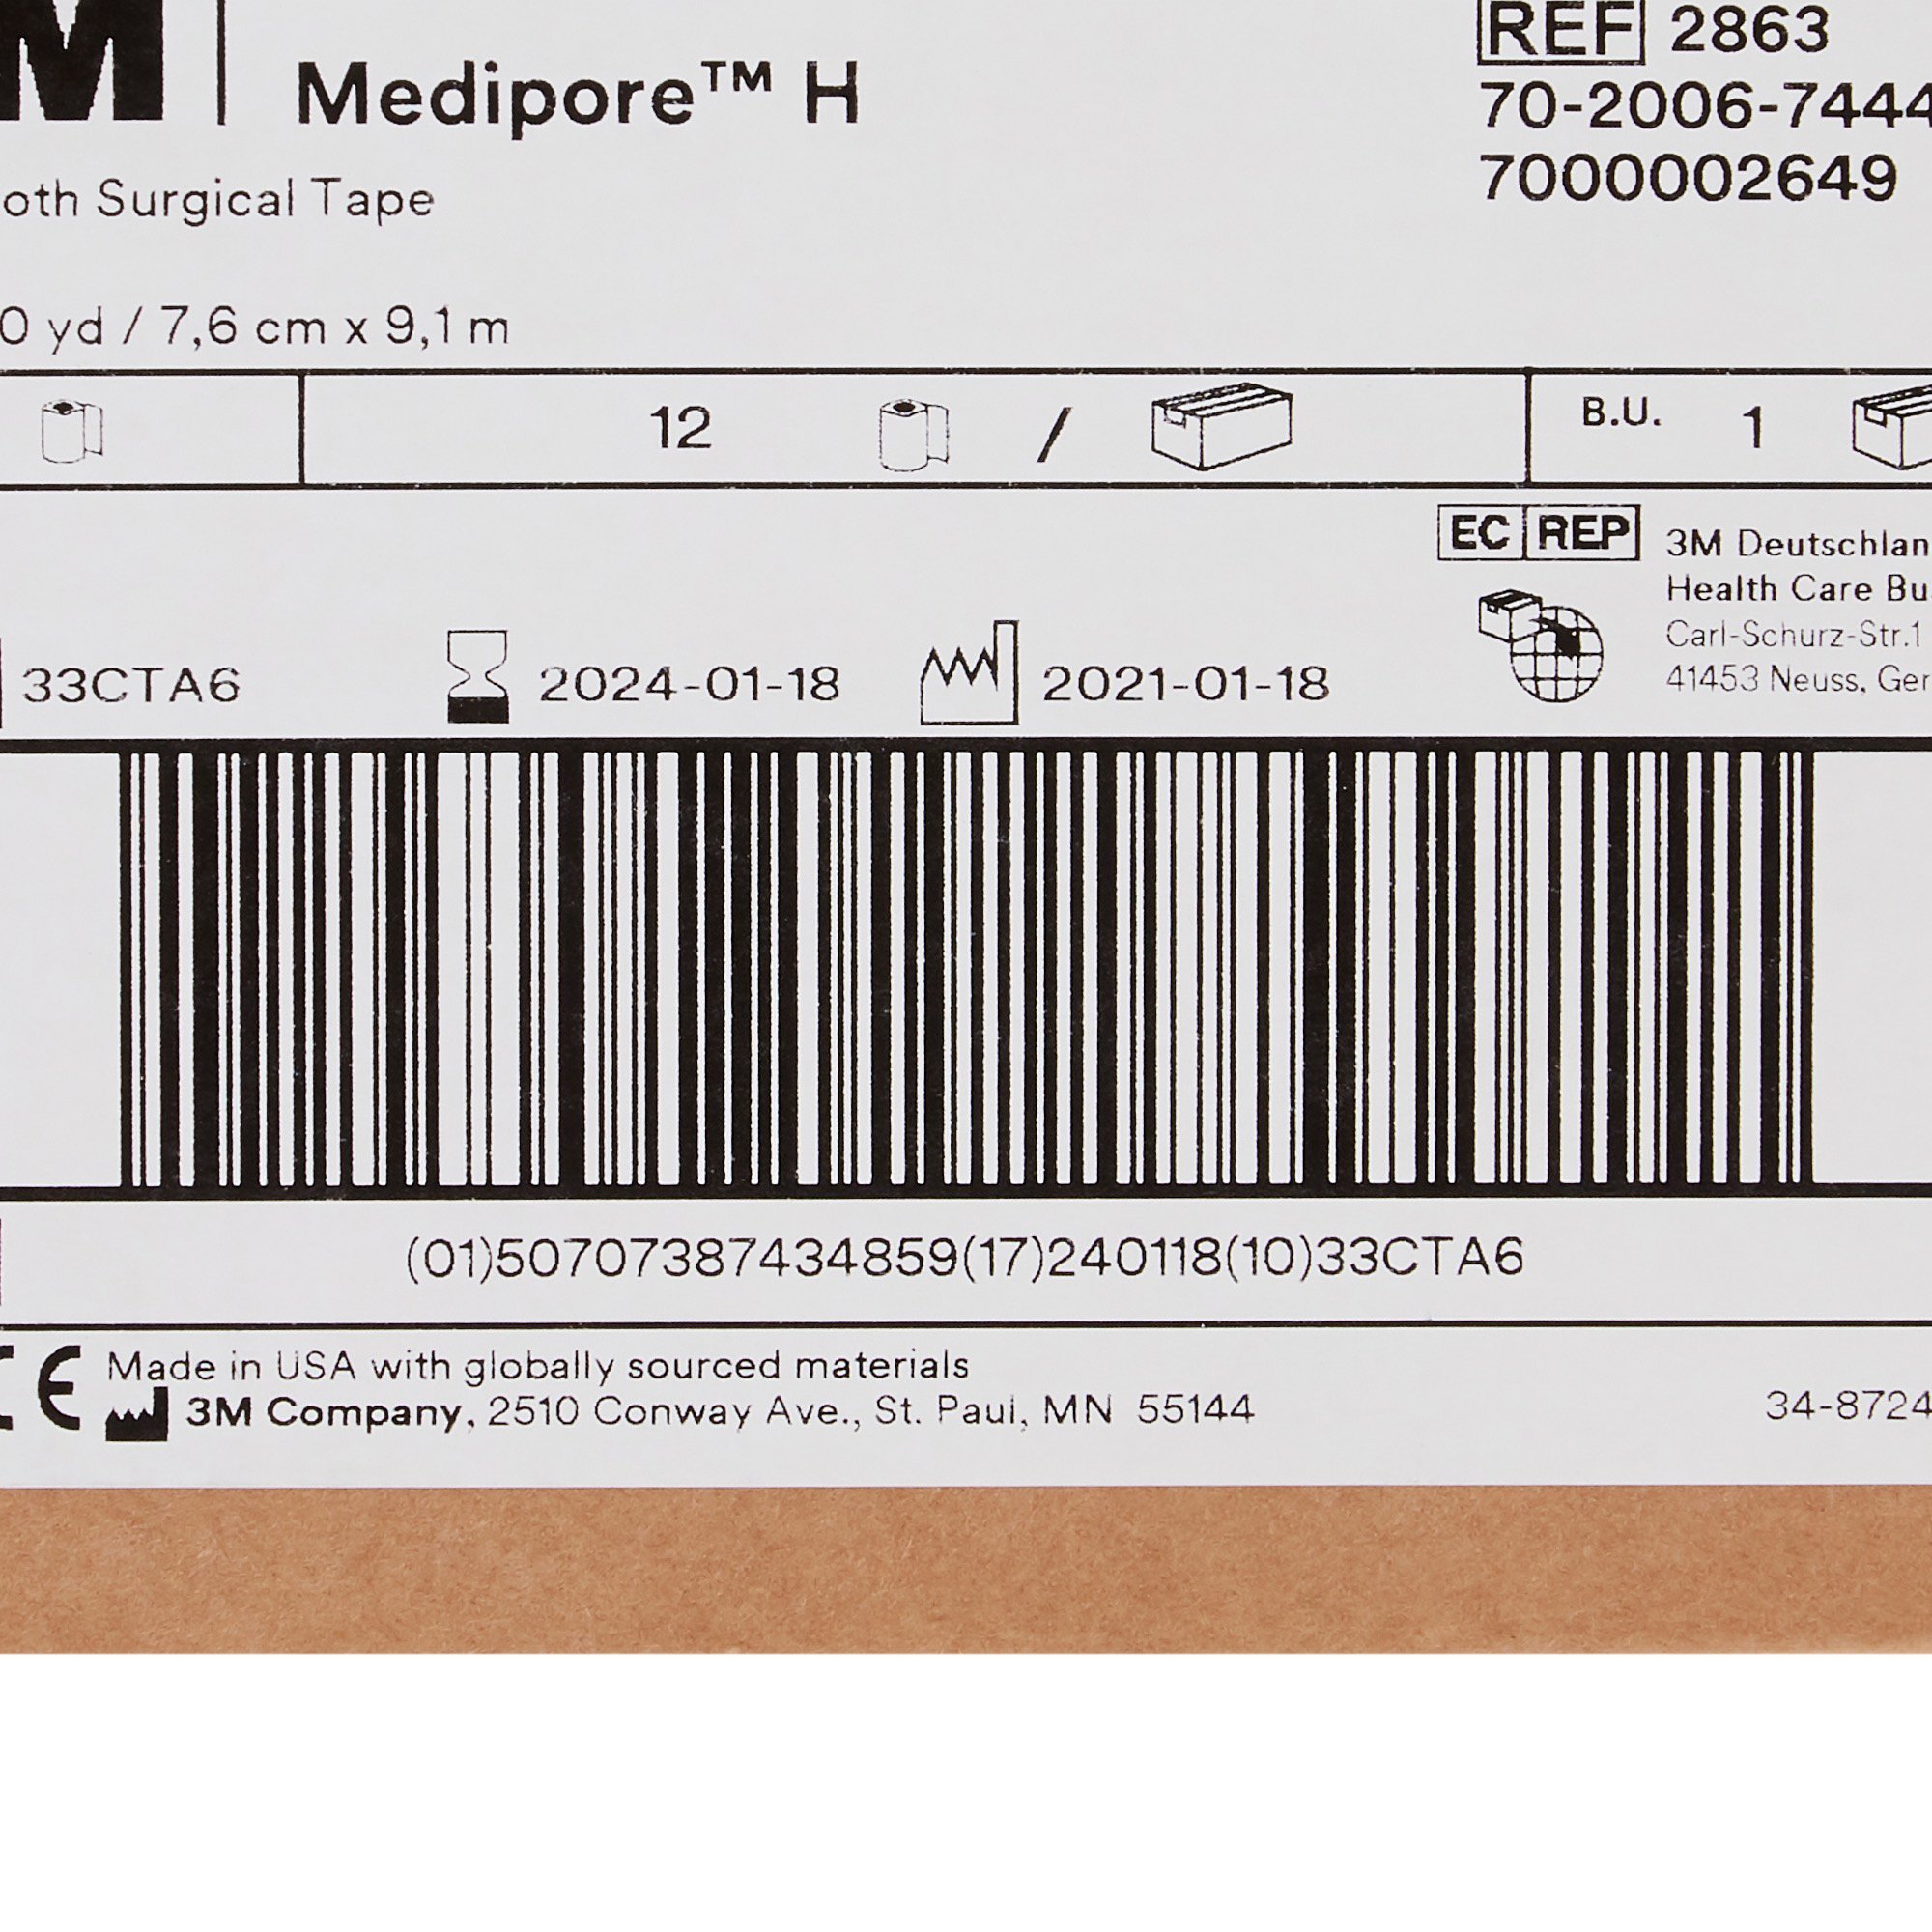 M
Medipore™ H
REF 2863
70-2006-7444
7000002649
oth Surgical Tape
0 yd / 7,6 cm x 9,1 m
12 /
B.U. 1
EC REP
3M Deutschlan
Health Care Bu
Carl-Schurz-Str.1
41453 Neuss, Ger
33CTA6 2024-01-18 2021-01-18
(01)50707387434859(17)240118(10)33CTA6
CE Made in USA with globally sourced materials
3M Company, 2510 Conway Ave., St. Paul, MN 55144
34-8724